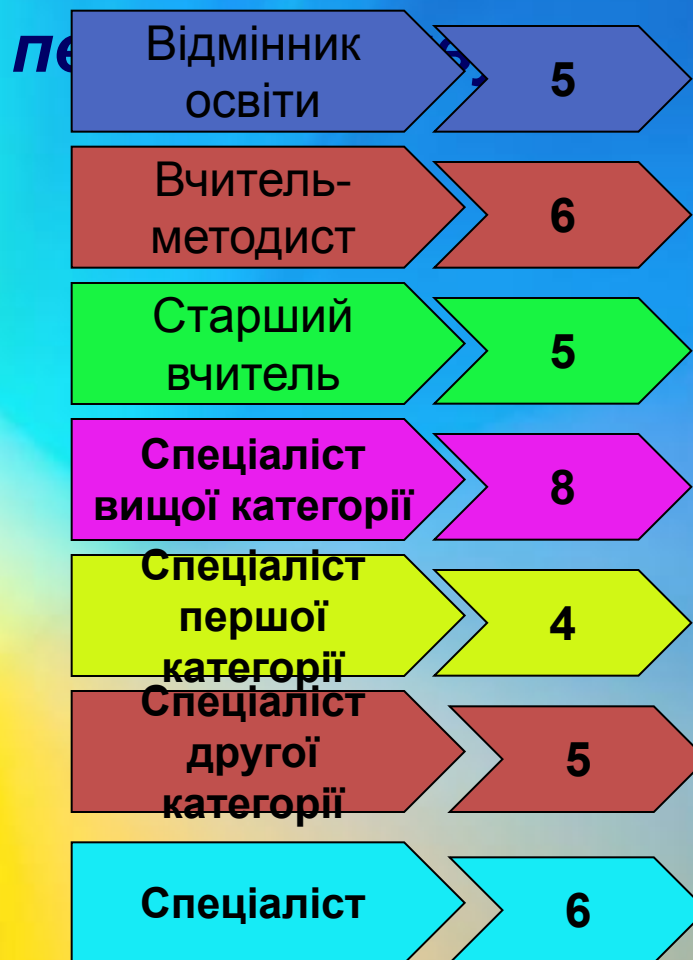 Відмінник
освіти
5
Вчитель-
методист
6
Старший
вчитель
5
Спеціаліст
вищої категорії
8
Спеціаліст
першої
категорії
4
Спеціаліст
другої
категорії
5
Спеціаліст
6